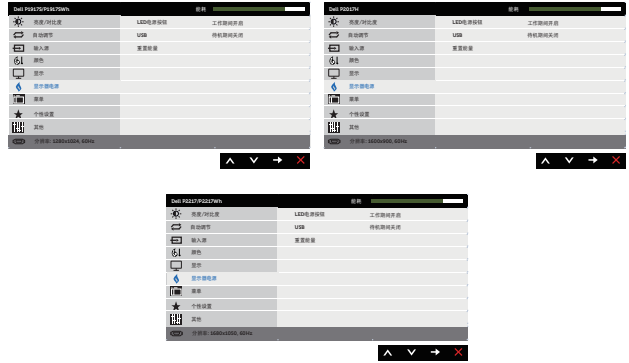 Dell P1917S/P1917SWh 能耗
亮度/对比度 LED电源按钮 工作期间开启
自动调节 USB 待机期间关闭
输入源 重置能量
颜色
显示
显示器电源
菜单
个性设置
其他
分辨率: 1280x1024, 60Hz
Dell P2017H 能耗
亮度/对比度 LED电源按钮 工作期间开启
自动调节 USB 待机期间关闭
输入源 重置能量
颜色
显示
显示器电源
菜单
个性设置
其他
分辨率: 1600x900, 60Hz
Dell P2217/P2217Wh 能耗
亮度/对比度 LED电源按钮 工作期间开启
自动调节 USB 待机期间关闭
输入源 重置能量
颜色
显示
显示器电源
菜单
个性设置
其他
分辨率: 1680x1050, 60Hz